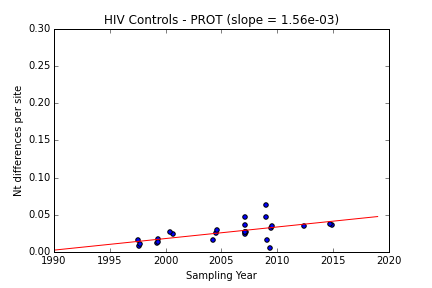 HIV Controls - PROT (slope = 1.56e-03)
0.30
0.25
0.20
0.15
0.10
0.05
0.00
Nt differences per site
1990 1995 2000 2005 2010 2015 2020
Sampling Year